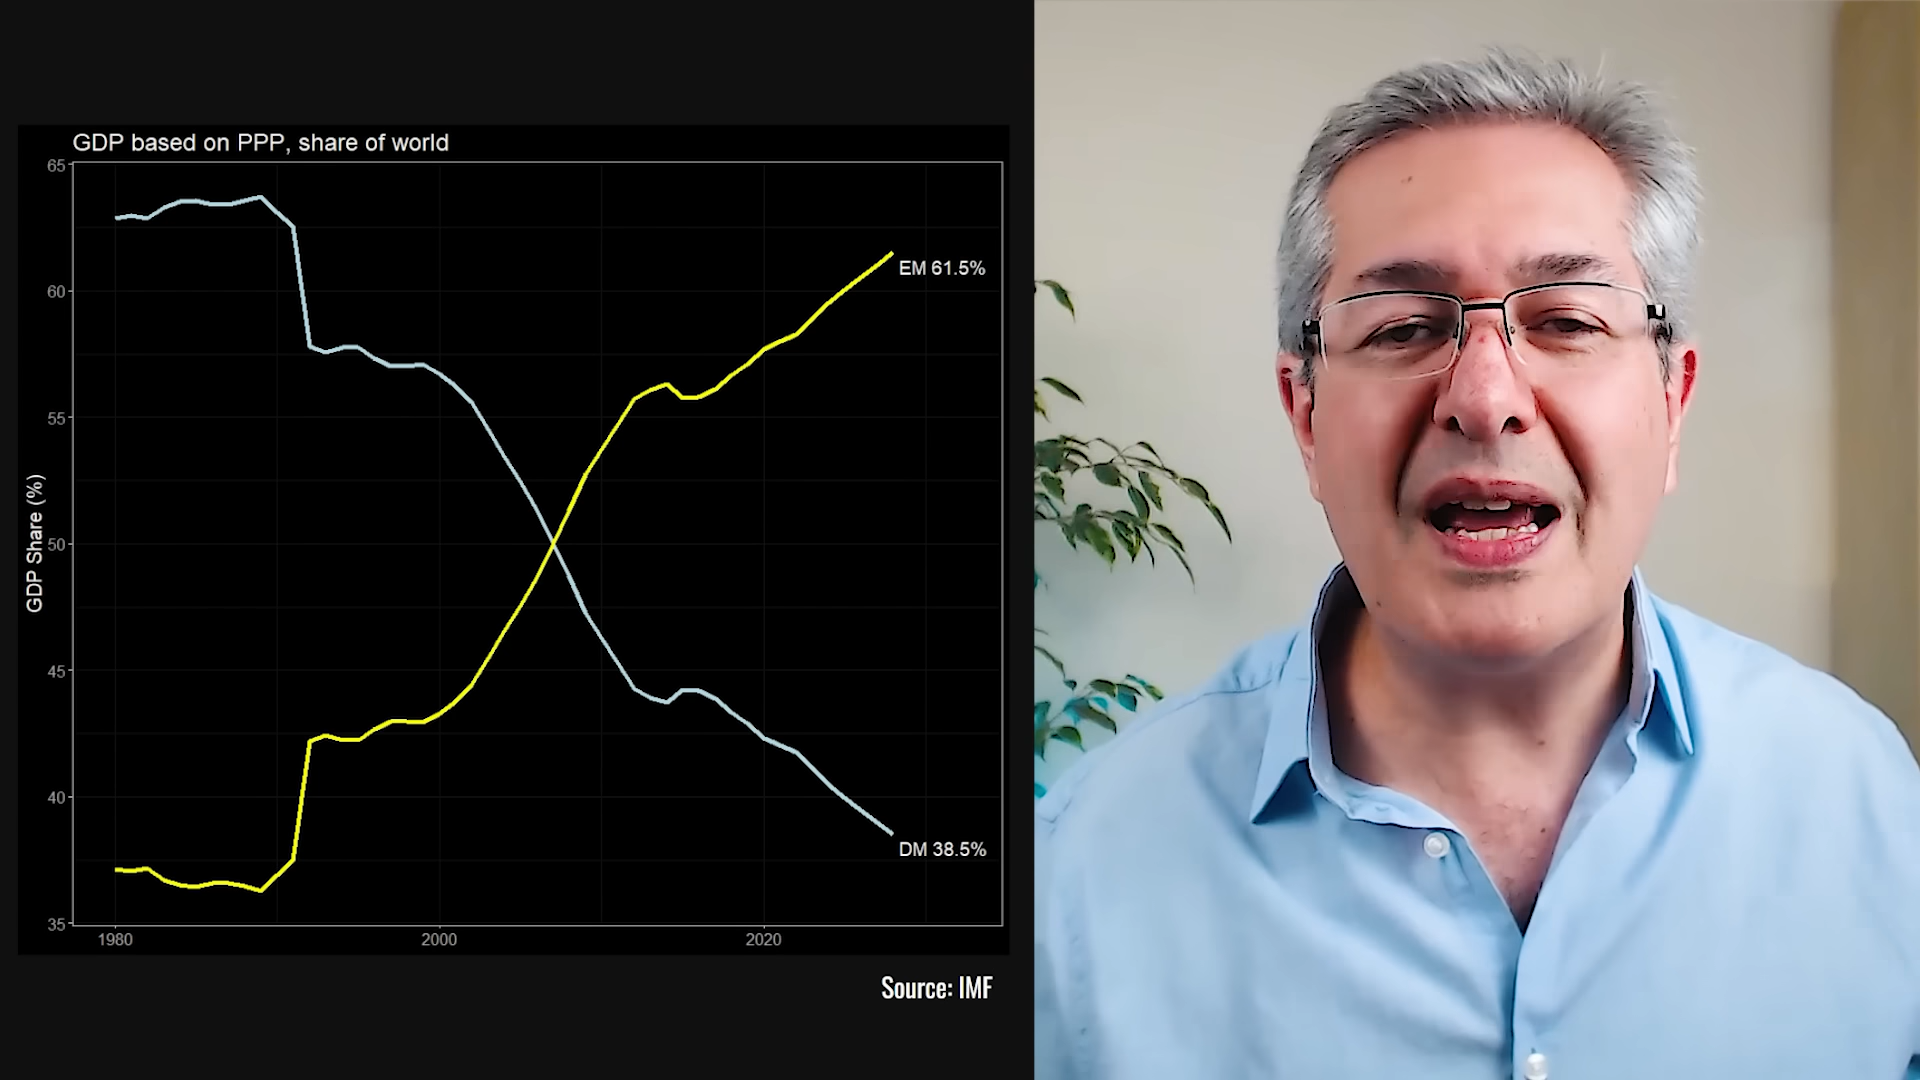 GDP based on PPP, share of world
65
60
55
50
45
40
35
GDP Share (%)
EM 61.5%
DM 38.5%
1980
2000
2020
Source: IMF